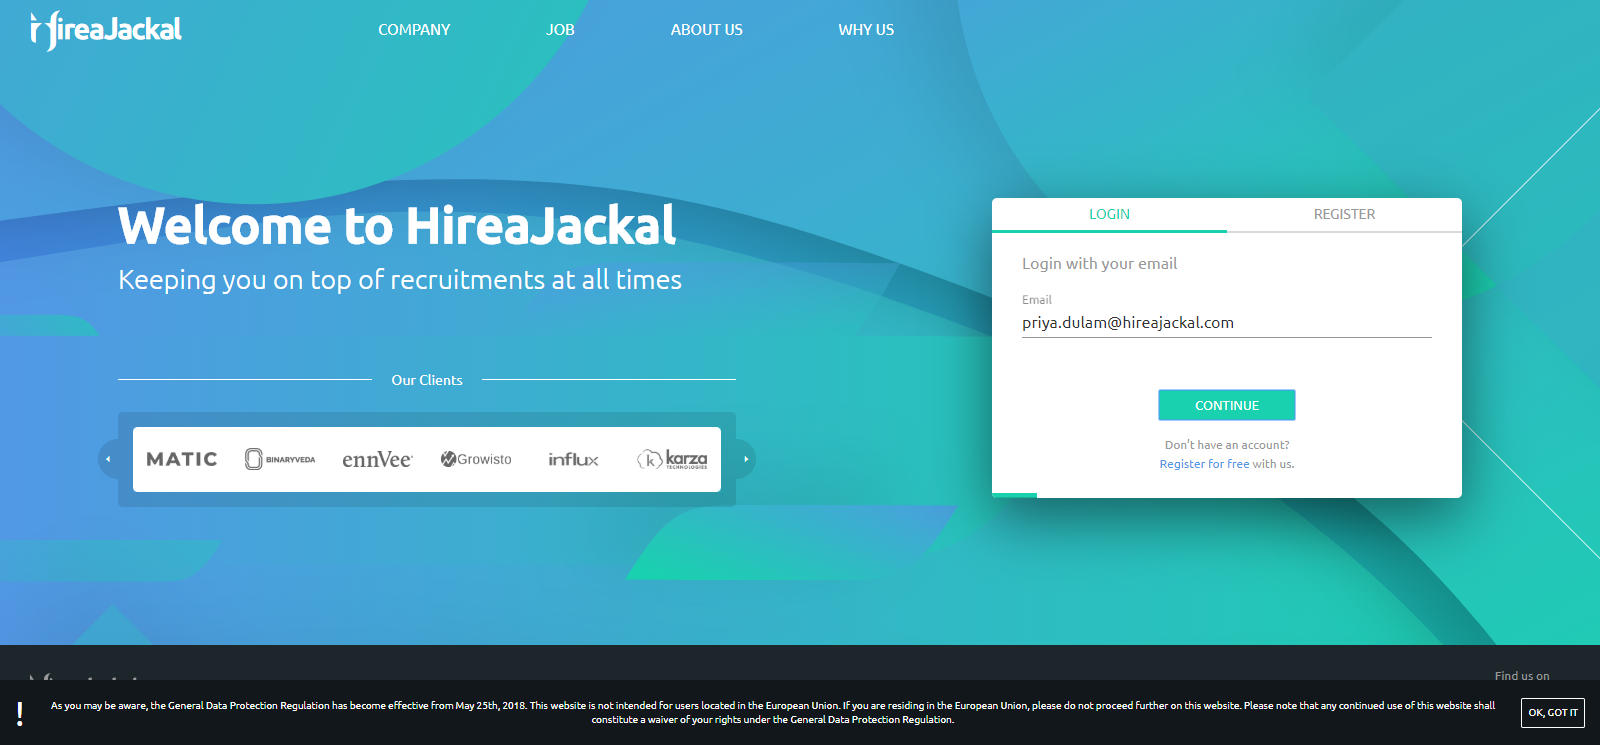 HireaJackal
COMPANY JOB ABOUT US WHY US
Welcome to HireaJackal
Keeping you on top of recruitments at all times
Our Clients
MATIC BINARYVEDA ennVee Growisto influx karza
TECHNOLOGIES
LOGIN REGISTER
Login with your email
Email
priya.dulam@hireajackal.com
CONTINUE
Don't have an account?
Register for free with us.
Find us on
! As you may be aware, the General Data Protection Regulation has become effective from May 25th, 2018. This website is not intended for users located in the European Union. If you are residing in the European Union, please do not proceed further on this website. Please note that any continued use of this website shall
constitute a waiver of your rights under the General Data Protection Regulation.
OK, GOT IT